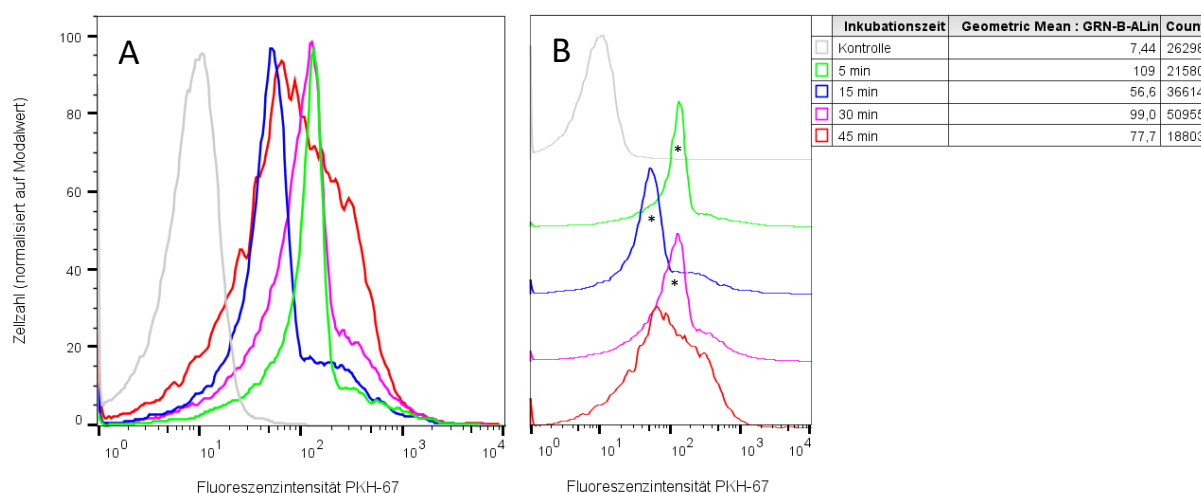 A
B
100
80
60
40
20
0
Zellzahl (normalisiert auf Modalwert)
10^0 10^1 10^2 10^3 10^4
Fluoreszenzintensität PKH-67
*
*
*
10^0 10^1 10^2 10^3 10^4
Fluoreszenzintensität PKH-67
Inkubationszeit Geometric Mean : GRN-B-ALin Coun
Kontrolle 7,44 26298
5 min 109 21580
15 min 56,6 36614
30 min 99,0 50955
45 min 77,7 18803